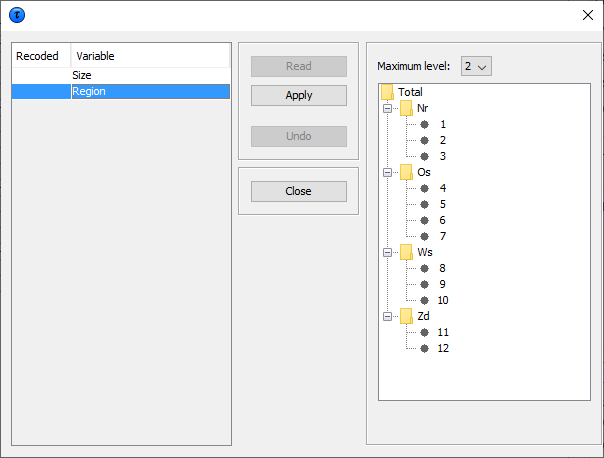 τ
Recoded Variable
Size
Region
Read
Apply
Undo
Close
Maximum level: 2
Total
Nr
1
2
3
Os
4
5
6
7
Ws
8
9
10
Zd
11
12